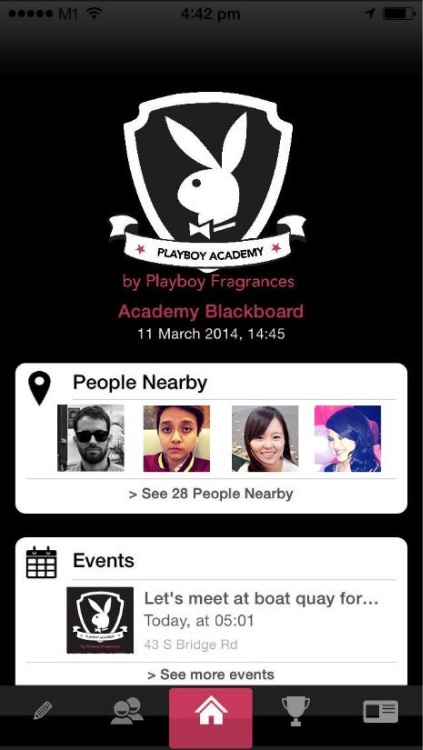 M1
4:42 pm
PLAYBOY ACADEMY
by Playboy Fragrances
Academy Blackboard
11 March 2014, 14:45
People Nearby
> See 28 People Nearby
Events
Let's meet at boat quay for...
Today, at 05:01
PLAYBOY ACADEMY
by Playboy Fragrances
43 S Bridge Rd
> See more events